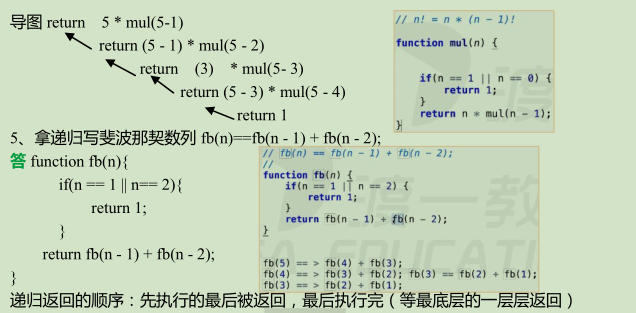 导图 return 5 * mul(5-1)
return (5 - 1) * mul(5 - 2)
return (3) * mul(5- 3)
return (5 - 3) * mul(5 - 4)
return 1
// n! = n * (n - 1)!
function mul(n) {
if(n == 1 || n == 0) {
return 1;
}
return n * mul(n - 1);
}
5、拿递归写斐波那契数列 fb(n)==fb(n - 1) + fb(n - 2);
答 function fb(n){
if(n == 1 || n== 2){
return 1;
}
return fb(n - 1) + fb(n - 2);
}
// fb(n) == fb(n - 1) + fb(n - 2);
//
function fb(n) {
if(n == 1 || n == 2) {
return 1;
}
return fb(n - 1) + fb(n - 2);
}
fb(5) == > fb(4) + fb(3);
fb(4) == > fb(3) + fb(2); fb(3) == fb(2) + fb(1);
fb(3) == > fb(2) + fb(1);
递归返回的顺序：先执行的最后被返回，最后执行完（等最底层的一层层返回）